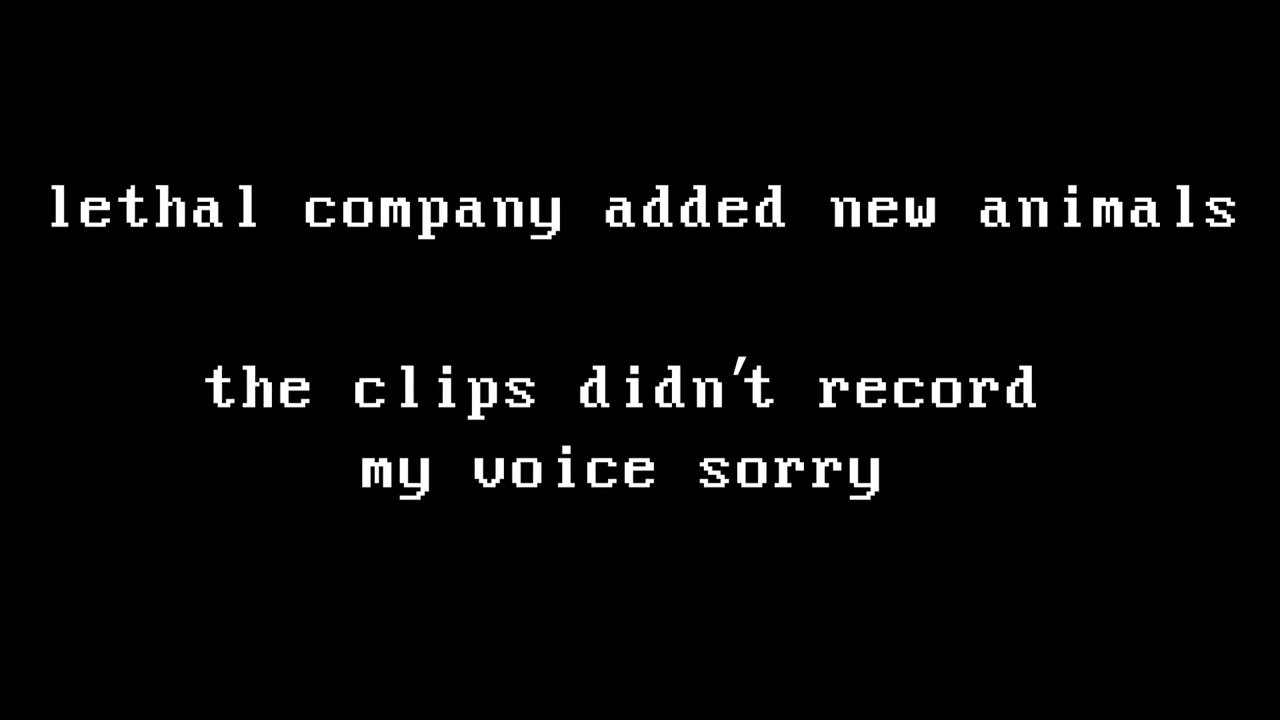 lethal company added new animals
the clips didn't record
my voice sorry